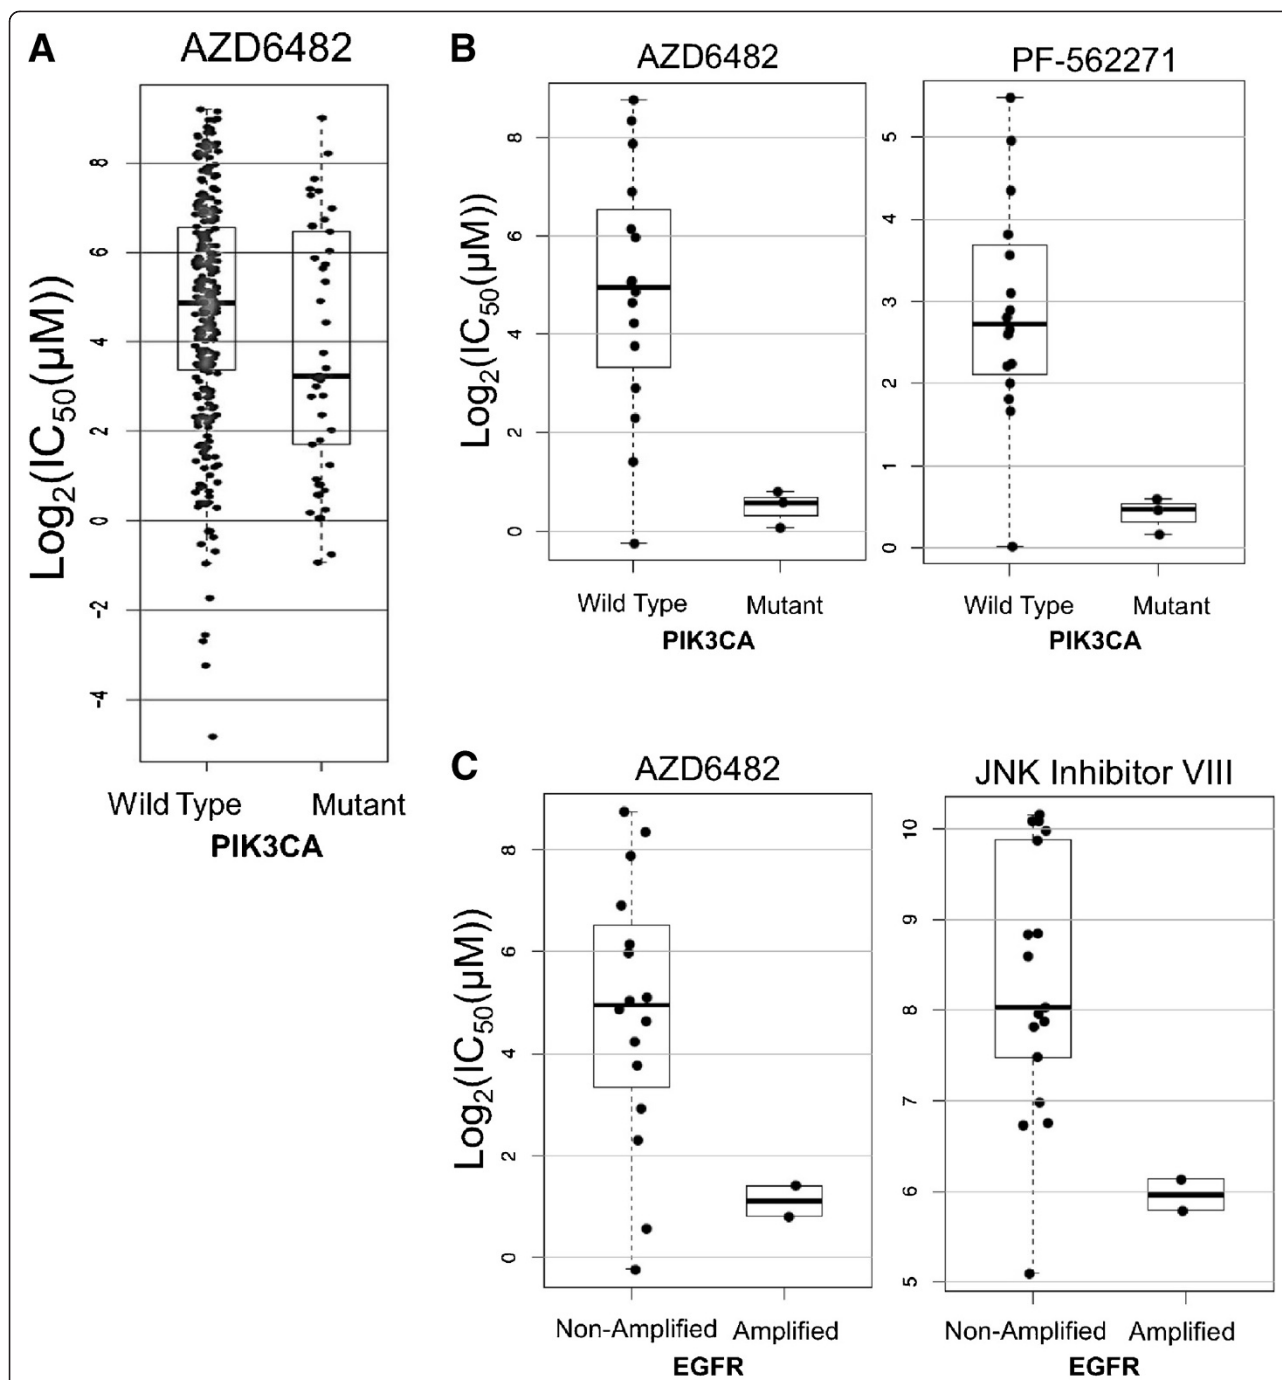 A
AZD6482
Log2(IC50(µM))
8
6
4
2
0
-2
-4
Wild Type Mutant
PIK3CA
B
AZD6482
Log2(IC50(µM))
8
6
4
2
0
Wild Type Mutant
PIK3CA
PF-562271
5
4
3
2
1
0
Wild Type Mutant
PIK3CA
C
AZD6482
Log2(IC50(µM))
8
6
4
2
0
Non-Amplified Amplified
EGFR
JNK Inhibitor VIII
10
9
8
7
6
5
Non-Amplified Amplified
EGFR